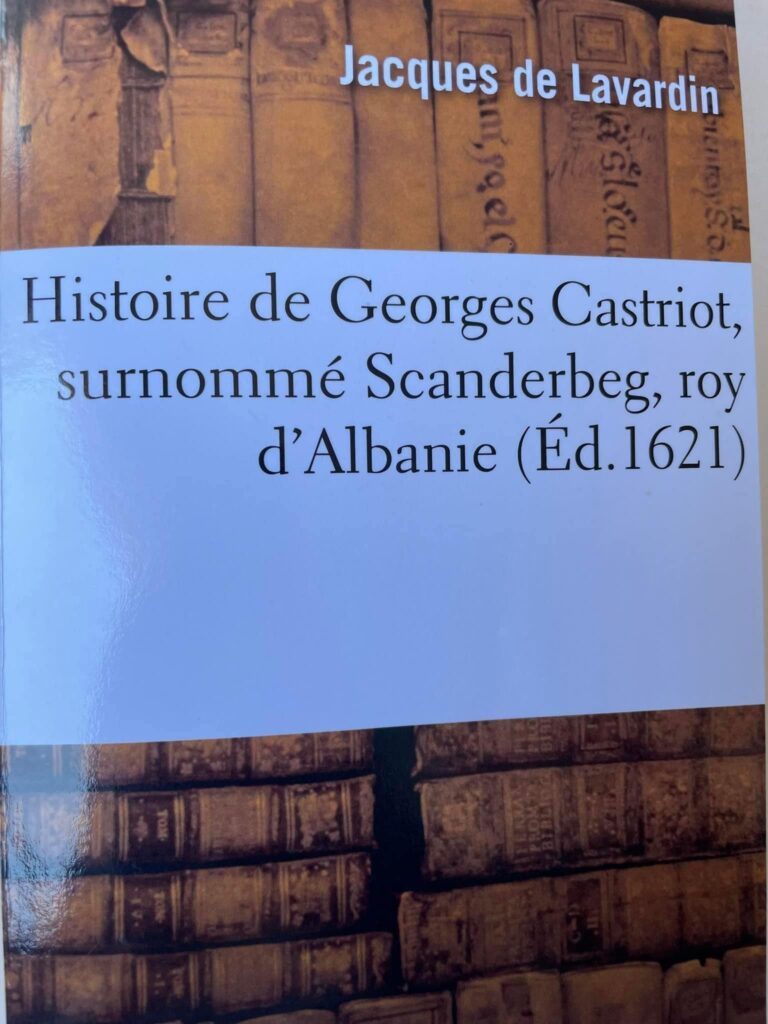 Jacques de Lavardin
Histoire de Georges Castriot,
surnommé Scanderbeg, roy
d'Albanie (Éd.1621)